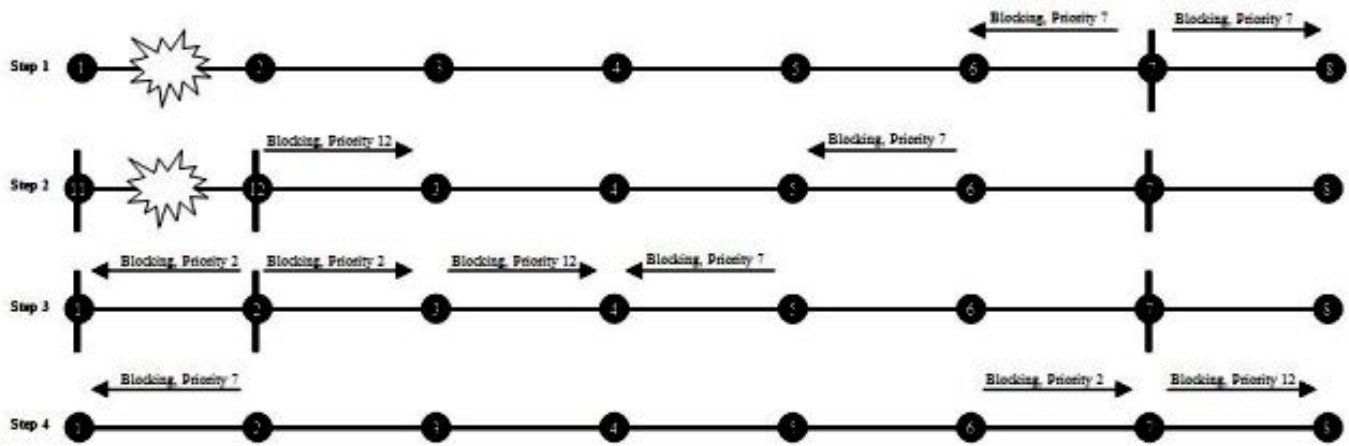 Blocking, Priority 7 Blocking, Priority 7
Step 1 1 2 3 4 5 6 7 8
Blocking, Priority 12 Blocking, Priority 7
Step 2 11 12 3 4 5 6 7 8
Blocking, Priority 2 Blocking, Priority 2 Blocking, Priority 12 Blocking, Priority 7
Step 3 1 2 3 4 5 6 7 8
Blocking, Priority 7 Blocking, Priority 2 Blocking, Priority 12
Step 4 1 2 3 4 5 6 7 8